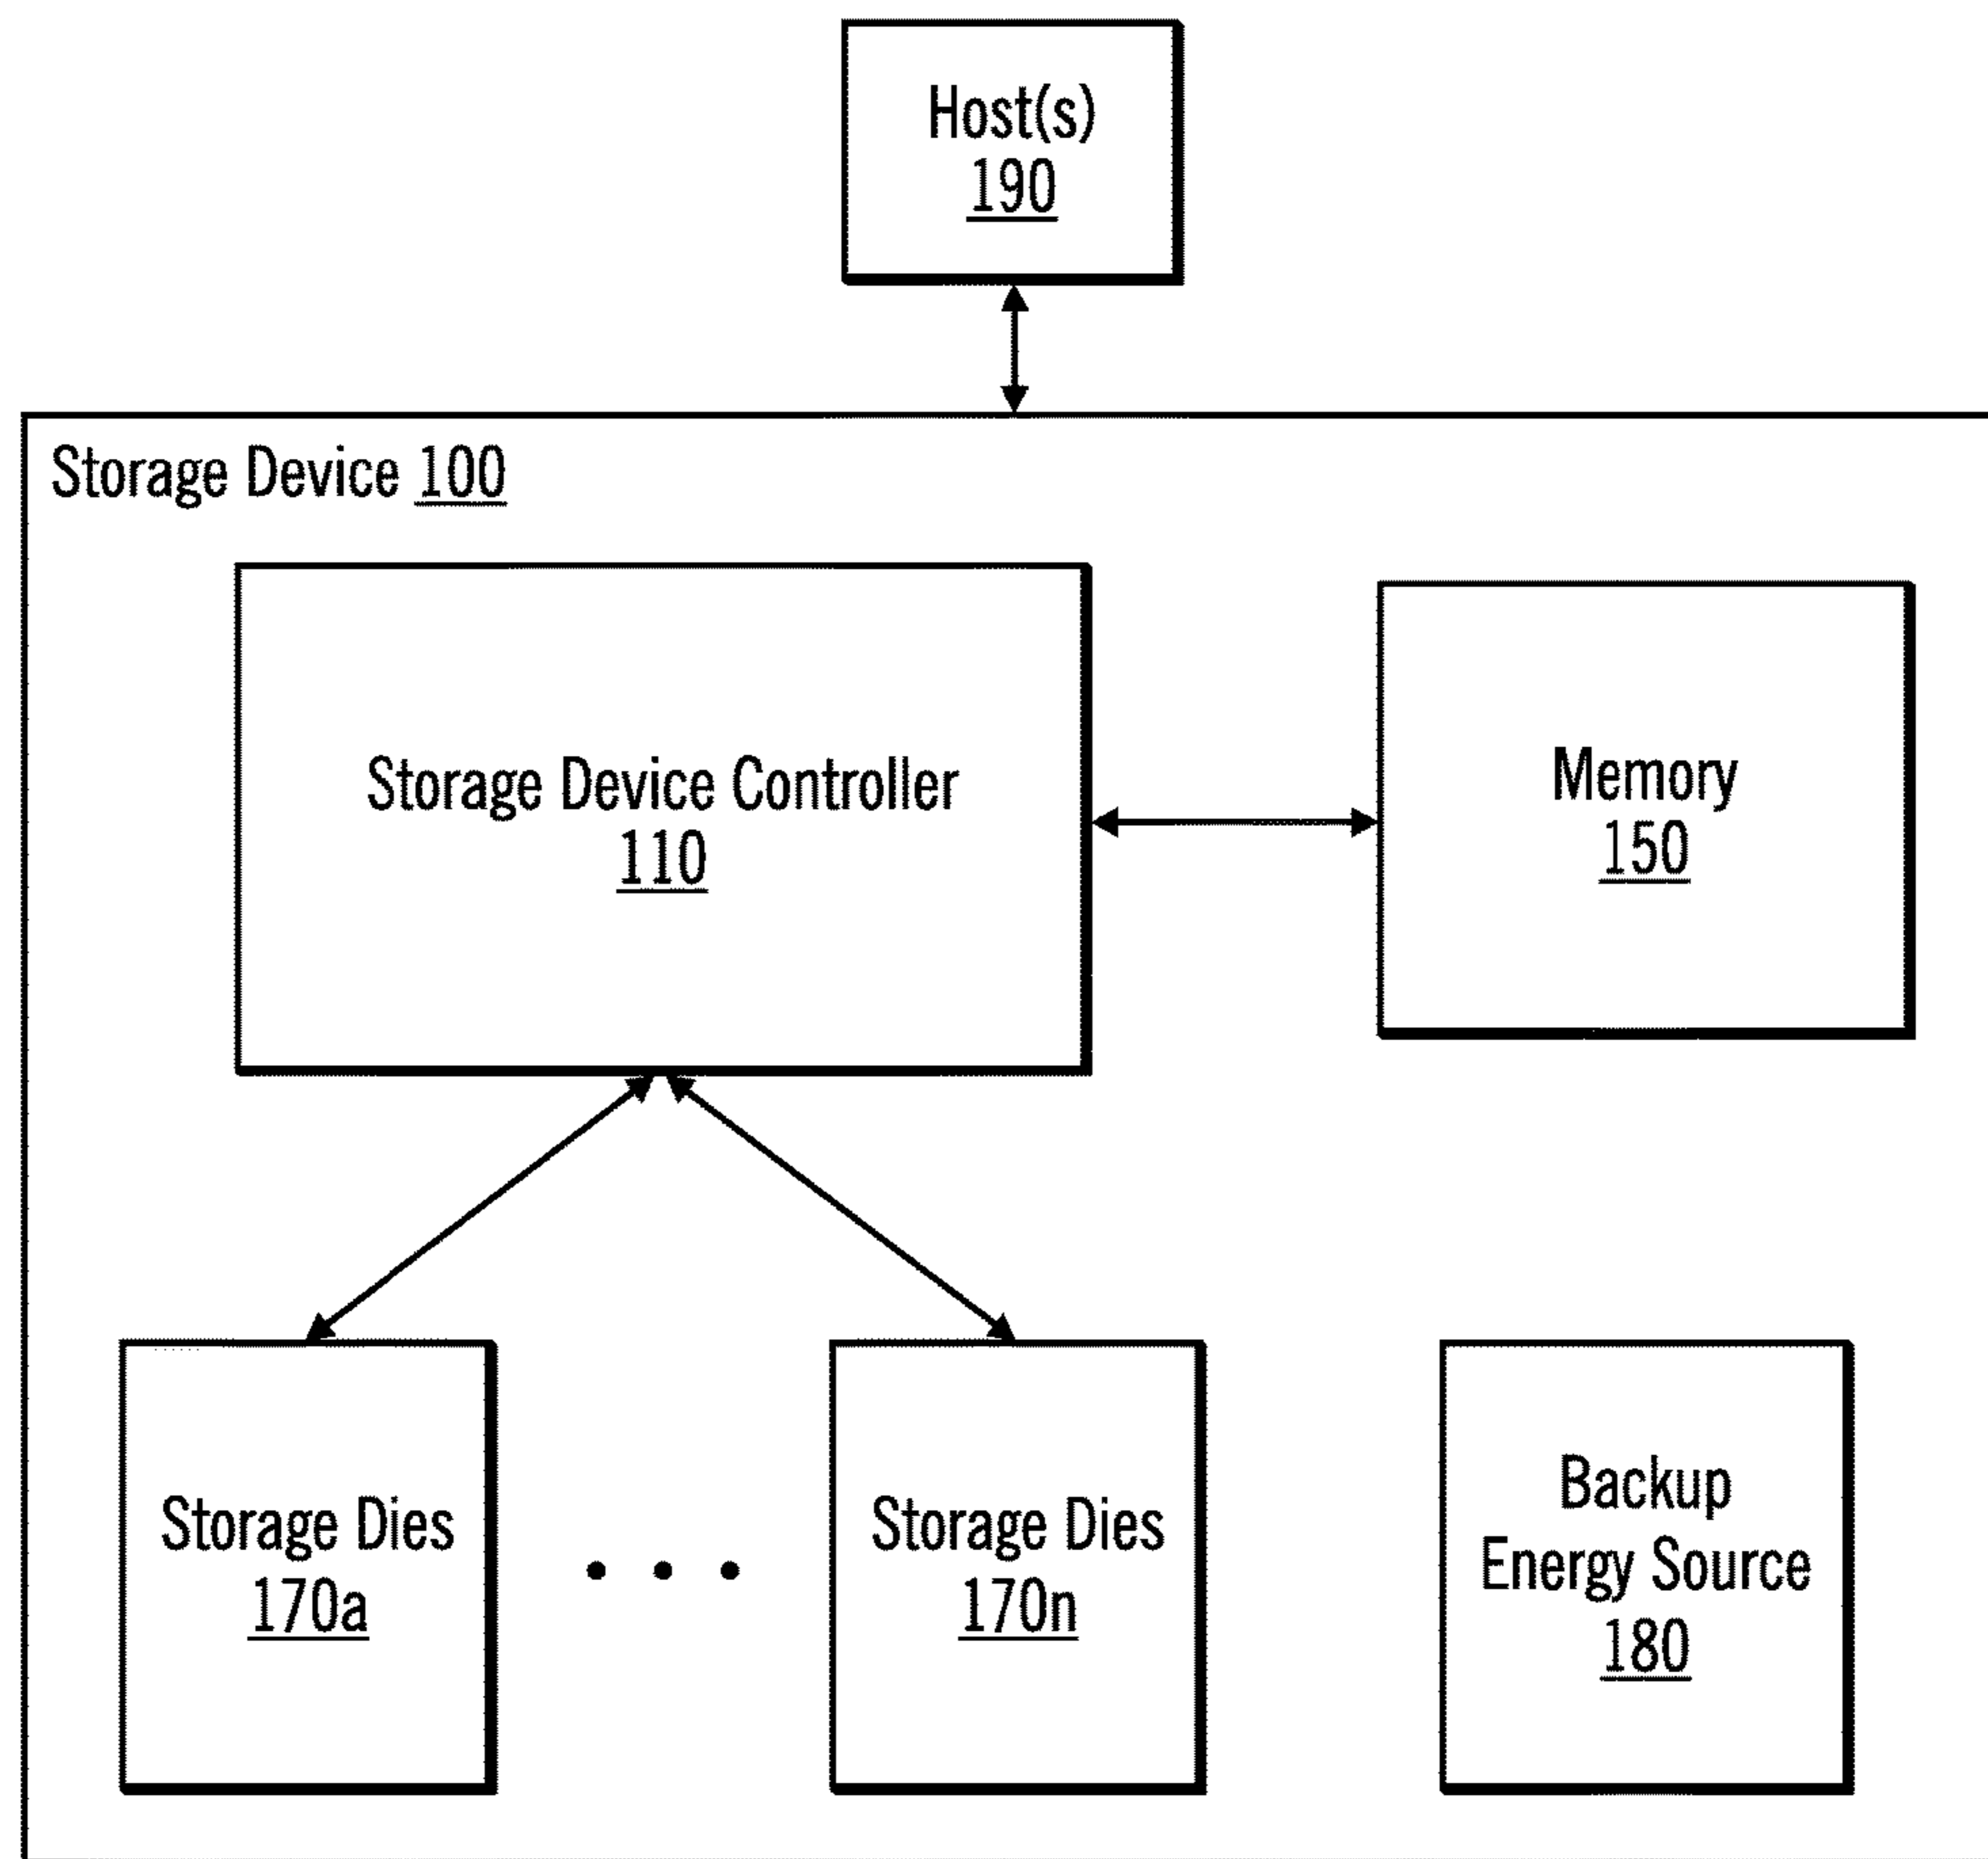 Host(s)
190
Storage Device 100
Storage Device Controller
110
Memory
150
Storage Dies
170a
• • •
Storage Dies
170n
Backup
Energy Source
180